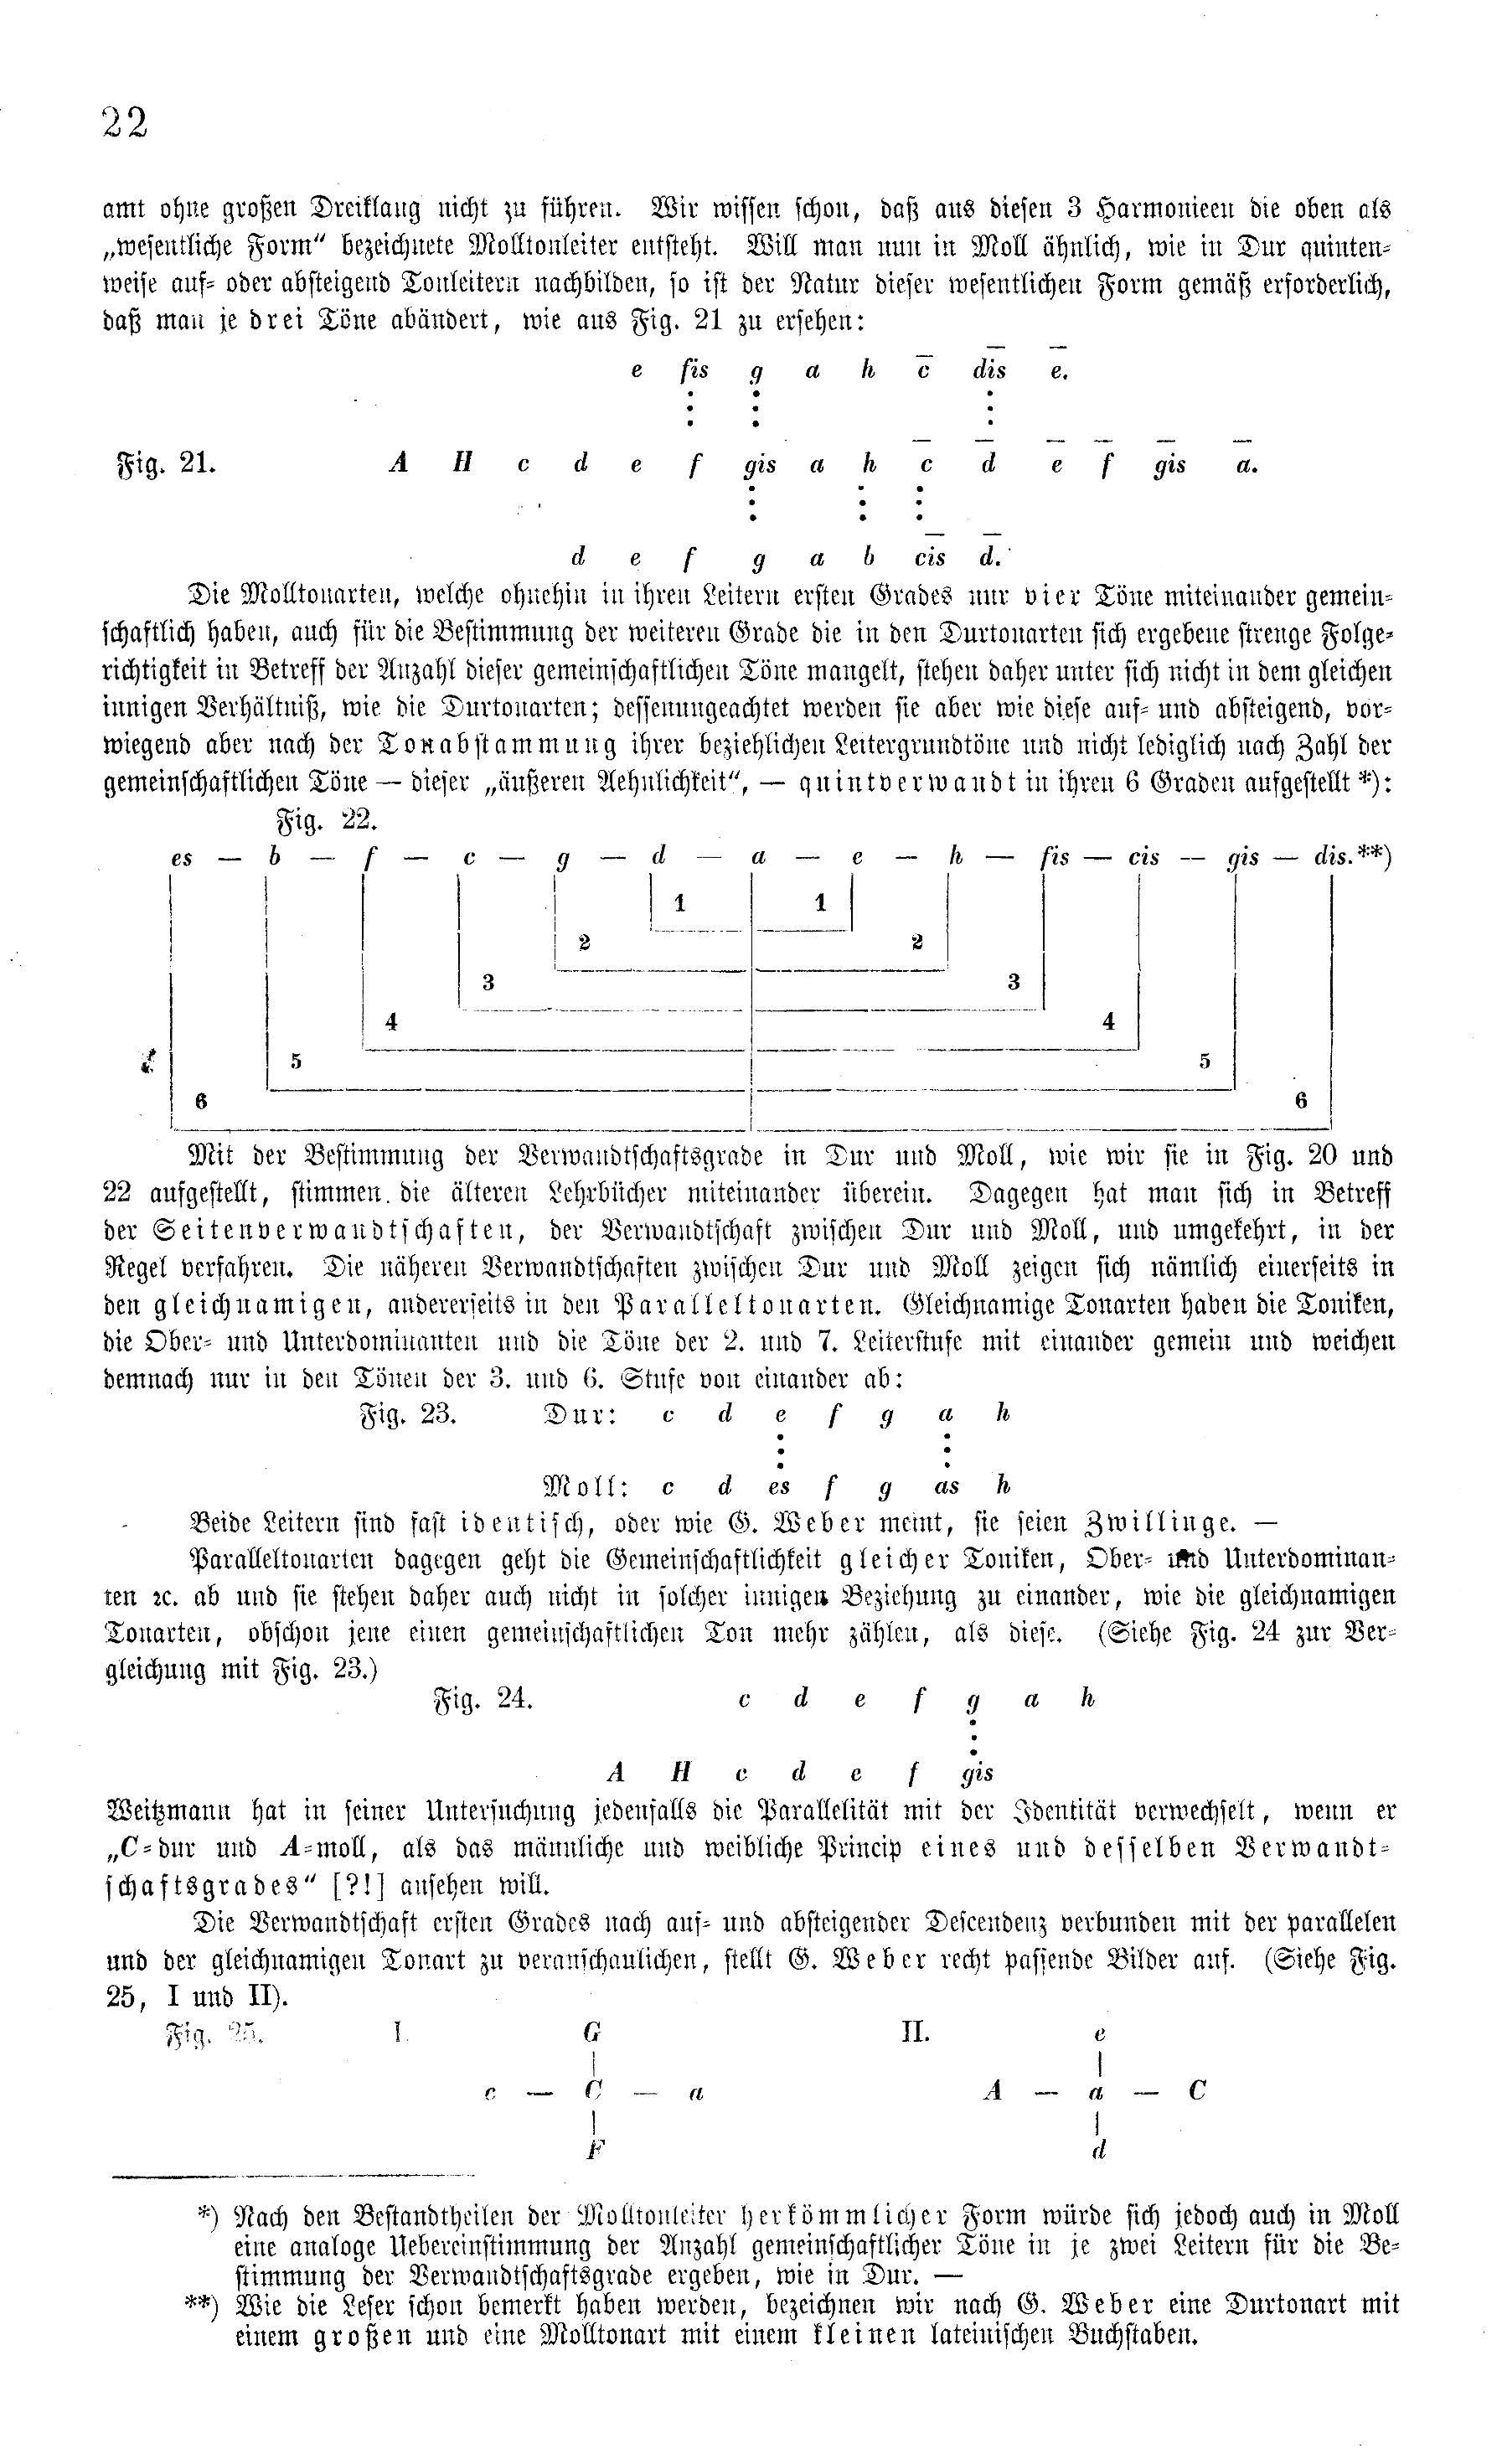 22
amt ohne großen Dreiklang nicht zu führen. Wir wissen schon, daß aus diesen 3 Harmonieen die oben als
„wesentliche Form“ bezeichnete Molltonleiter entsteht. Will man nun in Moll ähnlich, wie in Dur quinten-
weise auf- oder absteigend Tonleitern nachbilden, so ist der Natur dieser wesentlichen Form gemäß erforderlich,
daß man je drei Töne abändert, wie aus Fig. 21 zu ersehen:
e fis g a h c̅ d̅i̅s̅ e̅.
Fig. 21. A H c d e f gis a h c̅ d̅ e̅ f̅ g̅i̅s̅ a̅.
d e f g a b c̅i̅s̅ d̅.
Die Molltonarten, welche ohnehin in ihren Leitern ersten Grades nur vier Töne miteinander gemein-
schaftlich haben, auch für die Bestimmung der weiteren Grade die in den Durtonarten sich ergebene strenge Folge-
richtigkeit in Betreff der Anzahl dieser gemeinschaftlichen Töne mangelt, stehen daher unter sich nicht in dem gleichen
innigen Verhältniß, wie die Durtonarten; dessenungeachtet werden sie aber wie diese auf- und absteigend, vor-
wiegend aber nach der Tonabstammung ihrer beziehlichen Leitergrundtöne und nicht lediglich nach Zahl der
gemeinschaftlichen Töne — dieser „äußeren Aehnlichkeit“, — quintverwandt in ihren 6 Graden aufgestellt *):
Fig. 22.
es — b — f — c — g — d — a — e — h — fis — cis — gis — dis.**)
1 1
2 2
3 3
4 4
5 5
6 6
Mit der Bestimmung der Verwandtschaftsgrade in Dur und Moll, wie wir sie in Fig. 20 und
22 aufgestellt, stimmen die älteren Lehrbücher miteinander überein. Dagegen hat man sich in Betreff
der Seitenverwandtschaften, der Verwandtschaft zwischen Dur und Moll, und umgekehrt, in der
Regel verfahren. Die näheren Verwandtschaften zwischen Dur und Moll zeigen sich nämlich einerseits in
den gleichnamigen, andererseits in den Paralleltonarten. Gleichnamige Tonarten haben die Toniken,
die Ober- und Unterdominanten und die Töne der 2. und 7. Leiterstufe mit einander gemein und weichen
demnach nur in den Tönen der 3. und 6. Stufe von einander ab:
Fig. 23. Dur: c d e f g a h
Moll: c d es f g as h
Beide Leitern sind fast identisch, oder wie G. Weber meint, sie seien Zwillinge. —
Paralleltonarten dagegen geht die Gemeinschaftlichkeit gleicher Toniken, Ober- und Unterdominan-
ten ꝛc. ab und sie stehen daher auch nicht in solcher innigen Beziehung zu einander, wie die gleichnamigen
Tonarten, obschon jene einen gemeinschaftlichen Ton mehr zählen, als diese. (Siehe Fig. 24 zur Ver-
gleichung mit Fig. 23.)
Fig. 24. c d e f g a h
A H c d e f gis
Weitzmann hat in seiner Untersuchung jedenfalls die Parallelität mit der Identität verwechselt, wenn er
„C-dur und A-moll, als das männliche und weibliche Princip eines und desselben Verwandt-
schaftsgrades“ [?!] ansehen will.
Die Verwandtschaft ersten Grades nach auf- und absteigender Descendenz verbunden mit der parallelen
und der gleichnamigen Tonart zu veranschaulichen, stellt G. Weber recht passende Bilder auf. (Siehe Fig.
25, I und II).
Fig. 25. I. G II. e
c — C — a A — a — C
F d
*) Nach den Bestandtheilen der Molltonleiter herkömmlicher Form würde sich jedoch auch in Moll
eine analoge Uebereinstimmung der Anzahl gemeinschaftlicher Töne in je zwei Leitern für die Be-
stimmung der Verwandtschaftsgrade ergeben, wie in Dur. —
**) Wie die Leser schon bemerkt haben werden, bezeichnen wir nach G. Weber eine Durtonart mit
einem großen und eine Molltonart mit einem kleinen lateinischen Buchstaben.